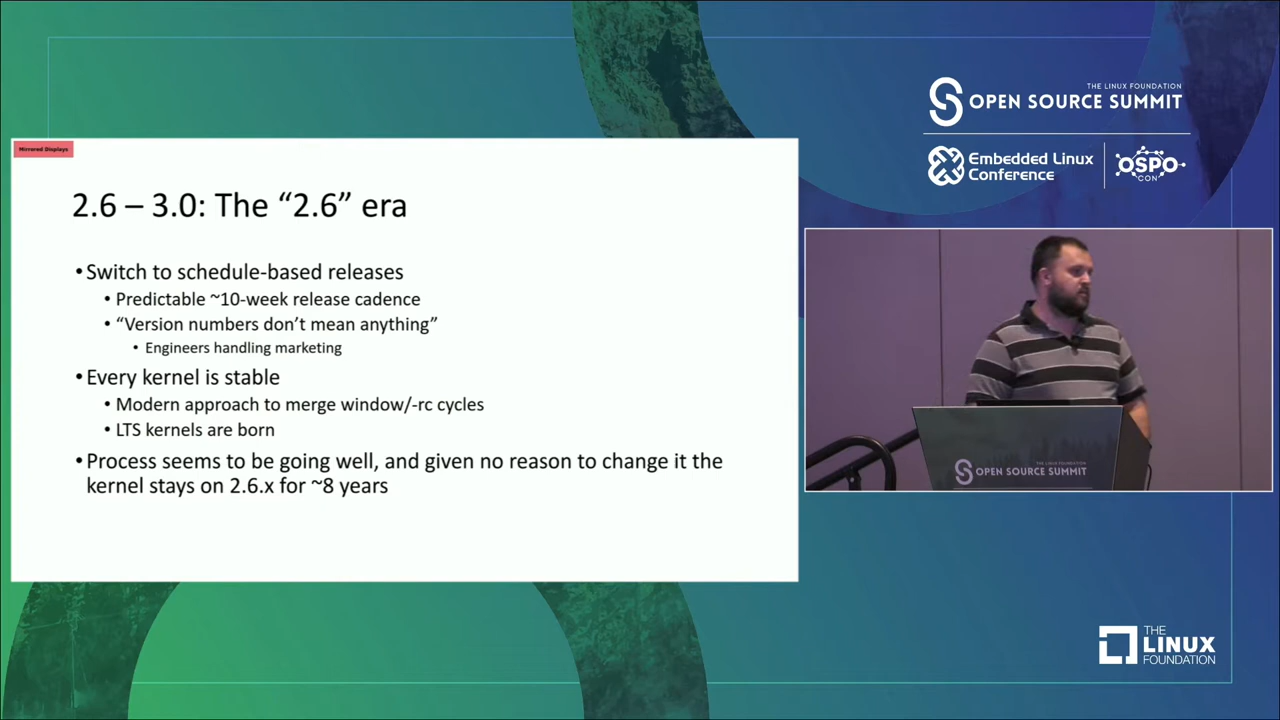 THE LINUX FOUNDATION
OPEN SOURCE SUMMIT
Embedded Linux
Conference
OSPO
CON
Mirrored Displays
2.6 – 3.0: The “2.6” era
•Switch to schedule-based releases
• Predictable ~10-week release cadence
• “Version numbers don’t mean anything”
• Engineers handling marketing
•Every kernel is stable
• Modern approach to merge window/-rc cycles
• LTS kernels are born
•Process seems to be going well, and given no reason to change it the
kernel stays on 2.6.x for ~8 years
THE LINUX FOUNDATION
OPEN SOURCE SUMMIT
THE
LINUX
FOUNDATION